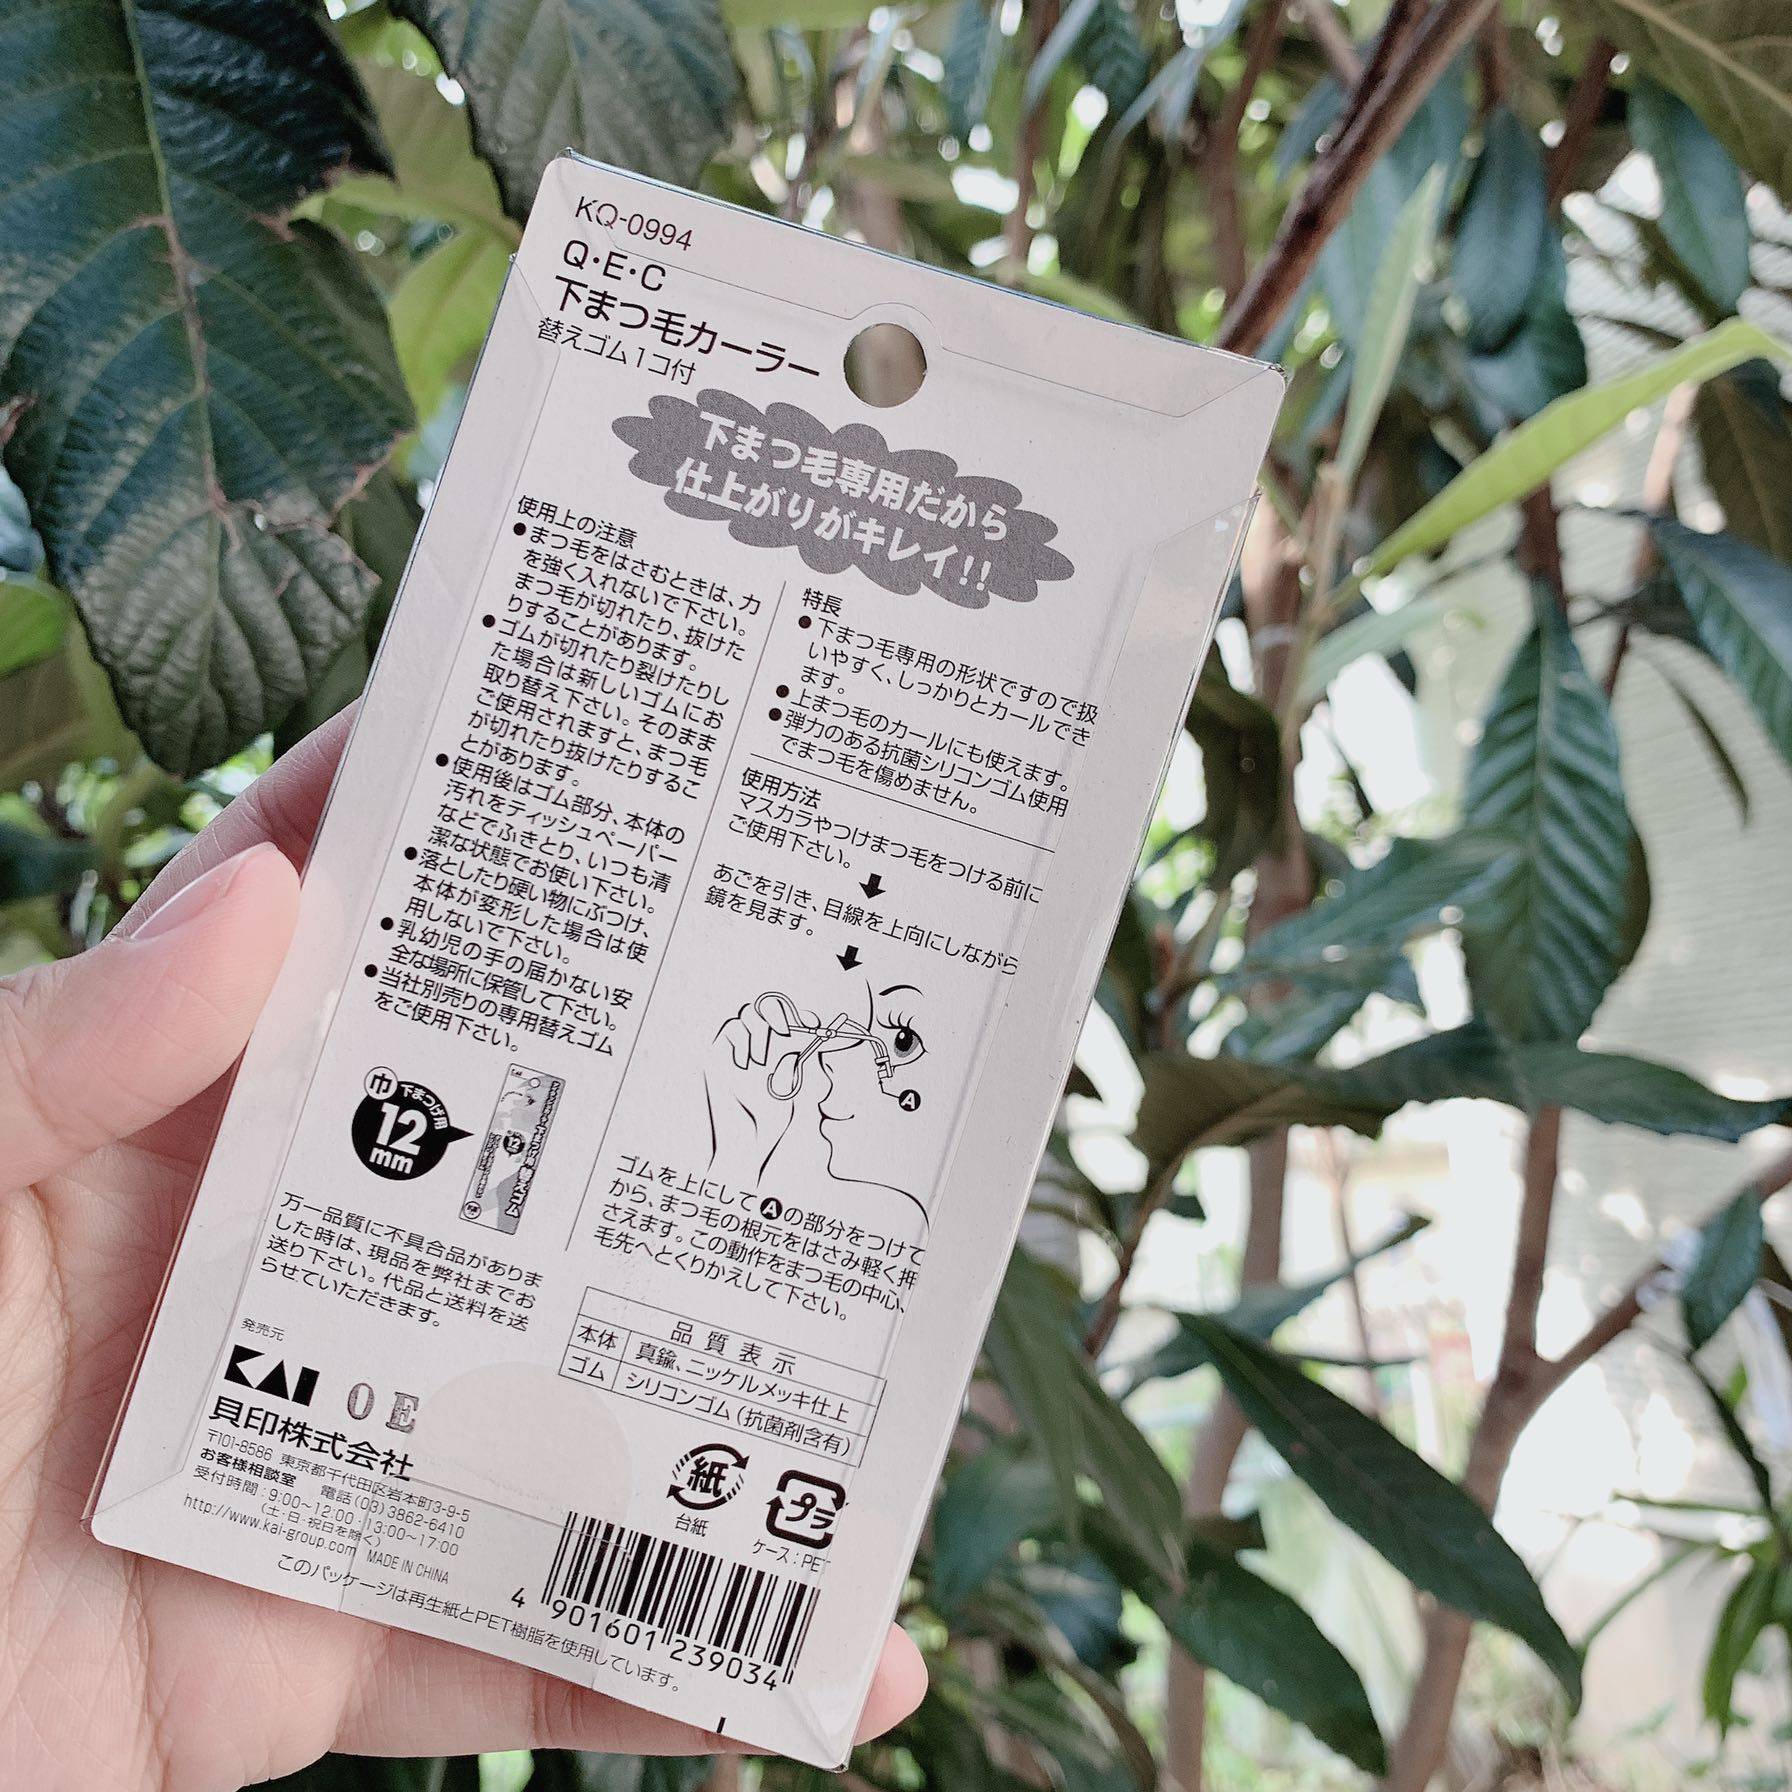 KQ-0994
Q・E・C
下まつ毛カーラー
替えゴム1コ付
下まつ毛専用だから
仕上がりがキレイ!!
使用上の注意
●まつ毛をはさむときは、力
を強く入れないで下さい。
まつ毛が切れたり、抜けた
りすることがあります。
●ゴムが切れたり裂けたりし
た場合は新しいゴムにお
取り替え下さい。そのまま
ご使用されますと、まつ毛
が切れたり抜けたりするこ
とがあります。
●使用後はゴム部分、本体の
汚れをティッシュペーパー
などでふきとり、いつも清
潔な状態でお使い下さい。
●落としたり硬い物にぶつけ、
本体が変形した場合は使
用しないで下さい。
●乳幼児の手の届かない安
全な場所に保管して下さい。
●当社別売りの専用替えゴム
をご使用下さい。
巾
下まつげ用
12
mm
12
下まつげ用
替えゴム
万一品質に不具合品がありま
した時は、現品を弊社までお
送り下さい。代品と送料を送
らせていただきます。
特長
●下まつ毛専用の形状ですので扱
いやすく、しっかりとカールでき
ます。
●上まつ毛のカールにも使えます。
●弾力のある抗菌シリコンゴム使用
でまつ毛を傷めません。
使用方法
マスカラやつけまつ毛をつける前に
ご使用下さい。
あごを引き、目線を上向にしながら
鏡を見ます。
A
ゴムを上にしてAの部分をつけて
から、まつ毛の根元をはさみ軽く押
さえます。この動作をまつ毛の中心、
毛先へとくりかえして下さい。
品質表示
本体 真鍮、ニッケルメッキ仕上
ゴム シリコンゴム(抗菌剤含有)
発売元
KAI
0E
貝印株式会社
〒101-8586 東京都千代田区岩本町3-9-5
お客様相談室 電話(03)3862-6410
受付時間:9:00~12:00・13:00~17:00
(土・日・祝日を除く)
http://www.kai-group.com MADE IN CHINA
このパッケージは再生紙とPET樹脂を使用しています。
紙
台紙
プラ
ケース:PET
4 901601 239034